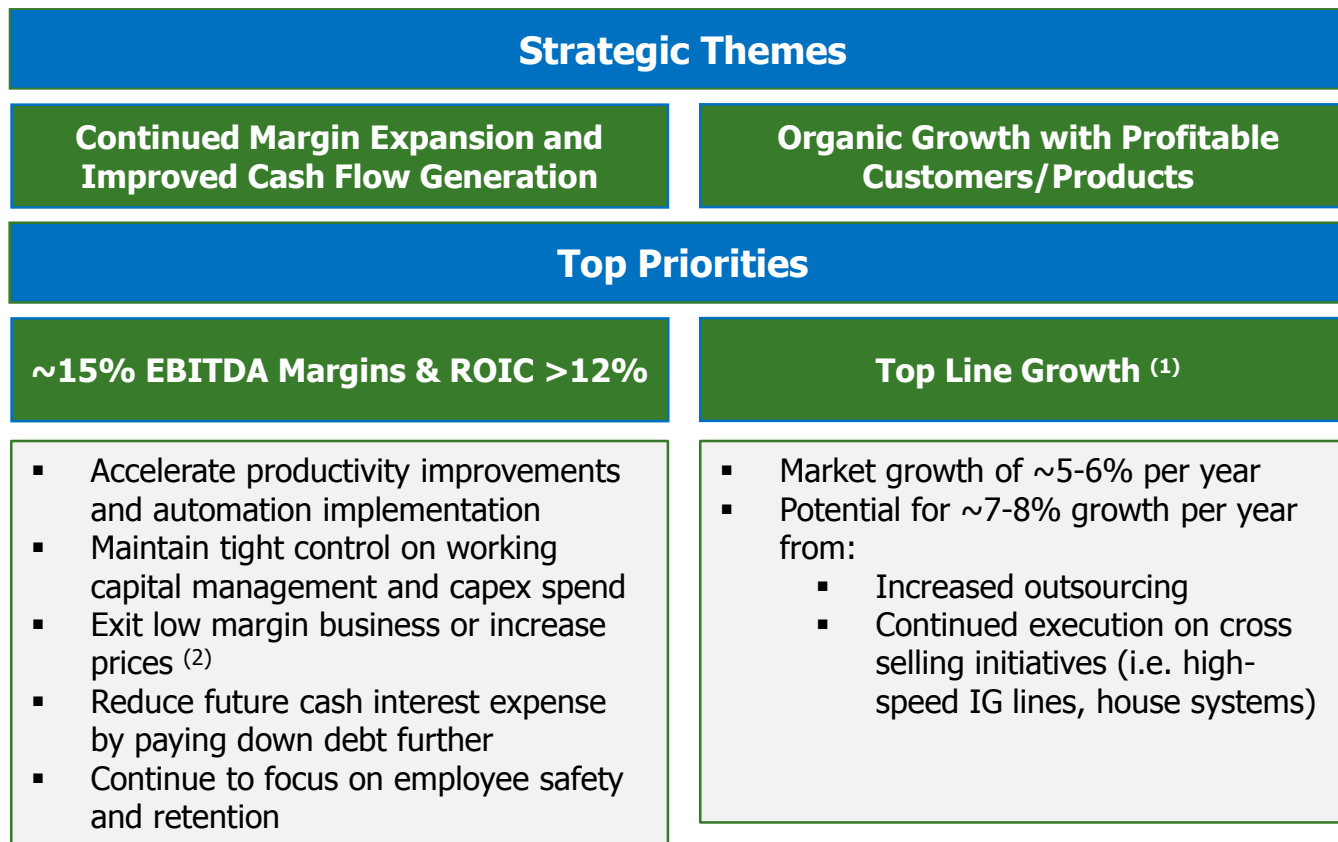 Strategic Themes
Continued Margin Expansion and
Improved Cash Flow Generation
Organic Growth with Profitable
Customers/Products
Top Priorities
~15% EBITDA Margins & ROIC >12%
Top Line Growth (1)
▪ Accelerate productivity improvements
and automation implementation
▪ Maintain tight control on working
capital management and capex spend
▪ Exit low margin business or increase
prices (2)
▪ Reduce future cash interest expense
by paying down debt further
▪ Continue to focus on employee safety
and retention
▪ Market growth of ~5-6% per year
▪ Potential for ~7-8% growth per year
from:
▪ Increased outsourcing
▪ Continued execution on cross
selling initiatives (i.e. high-
speed IG lines, house systems)